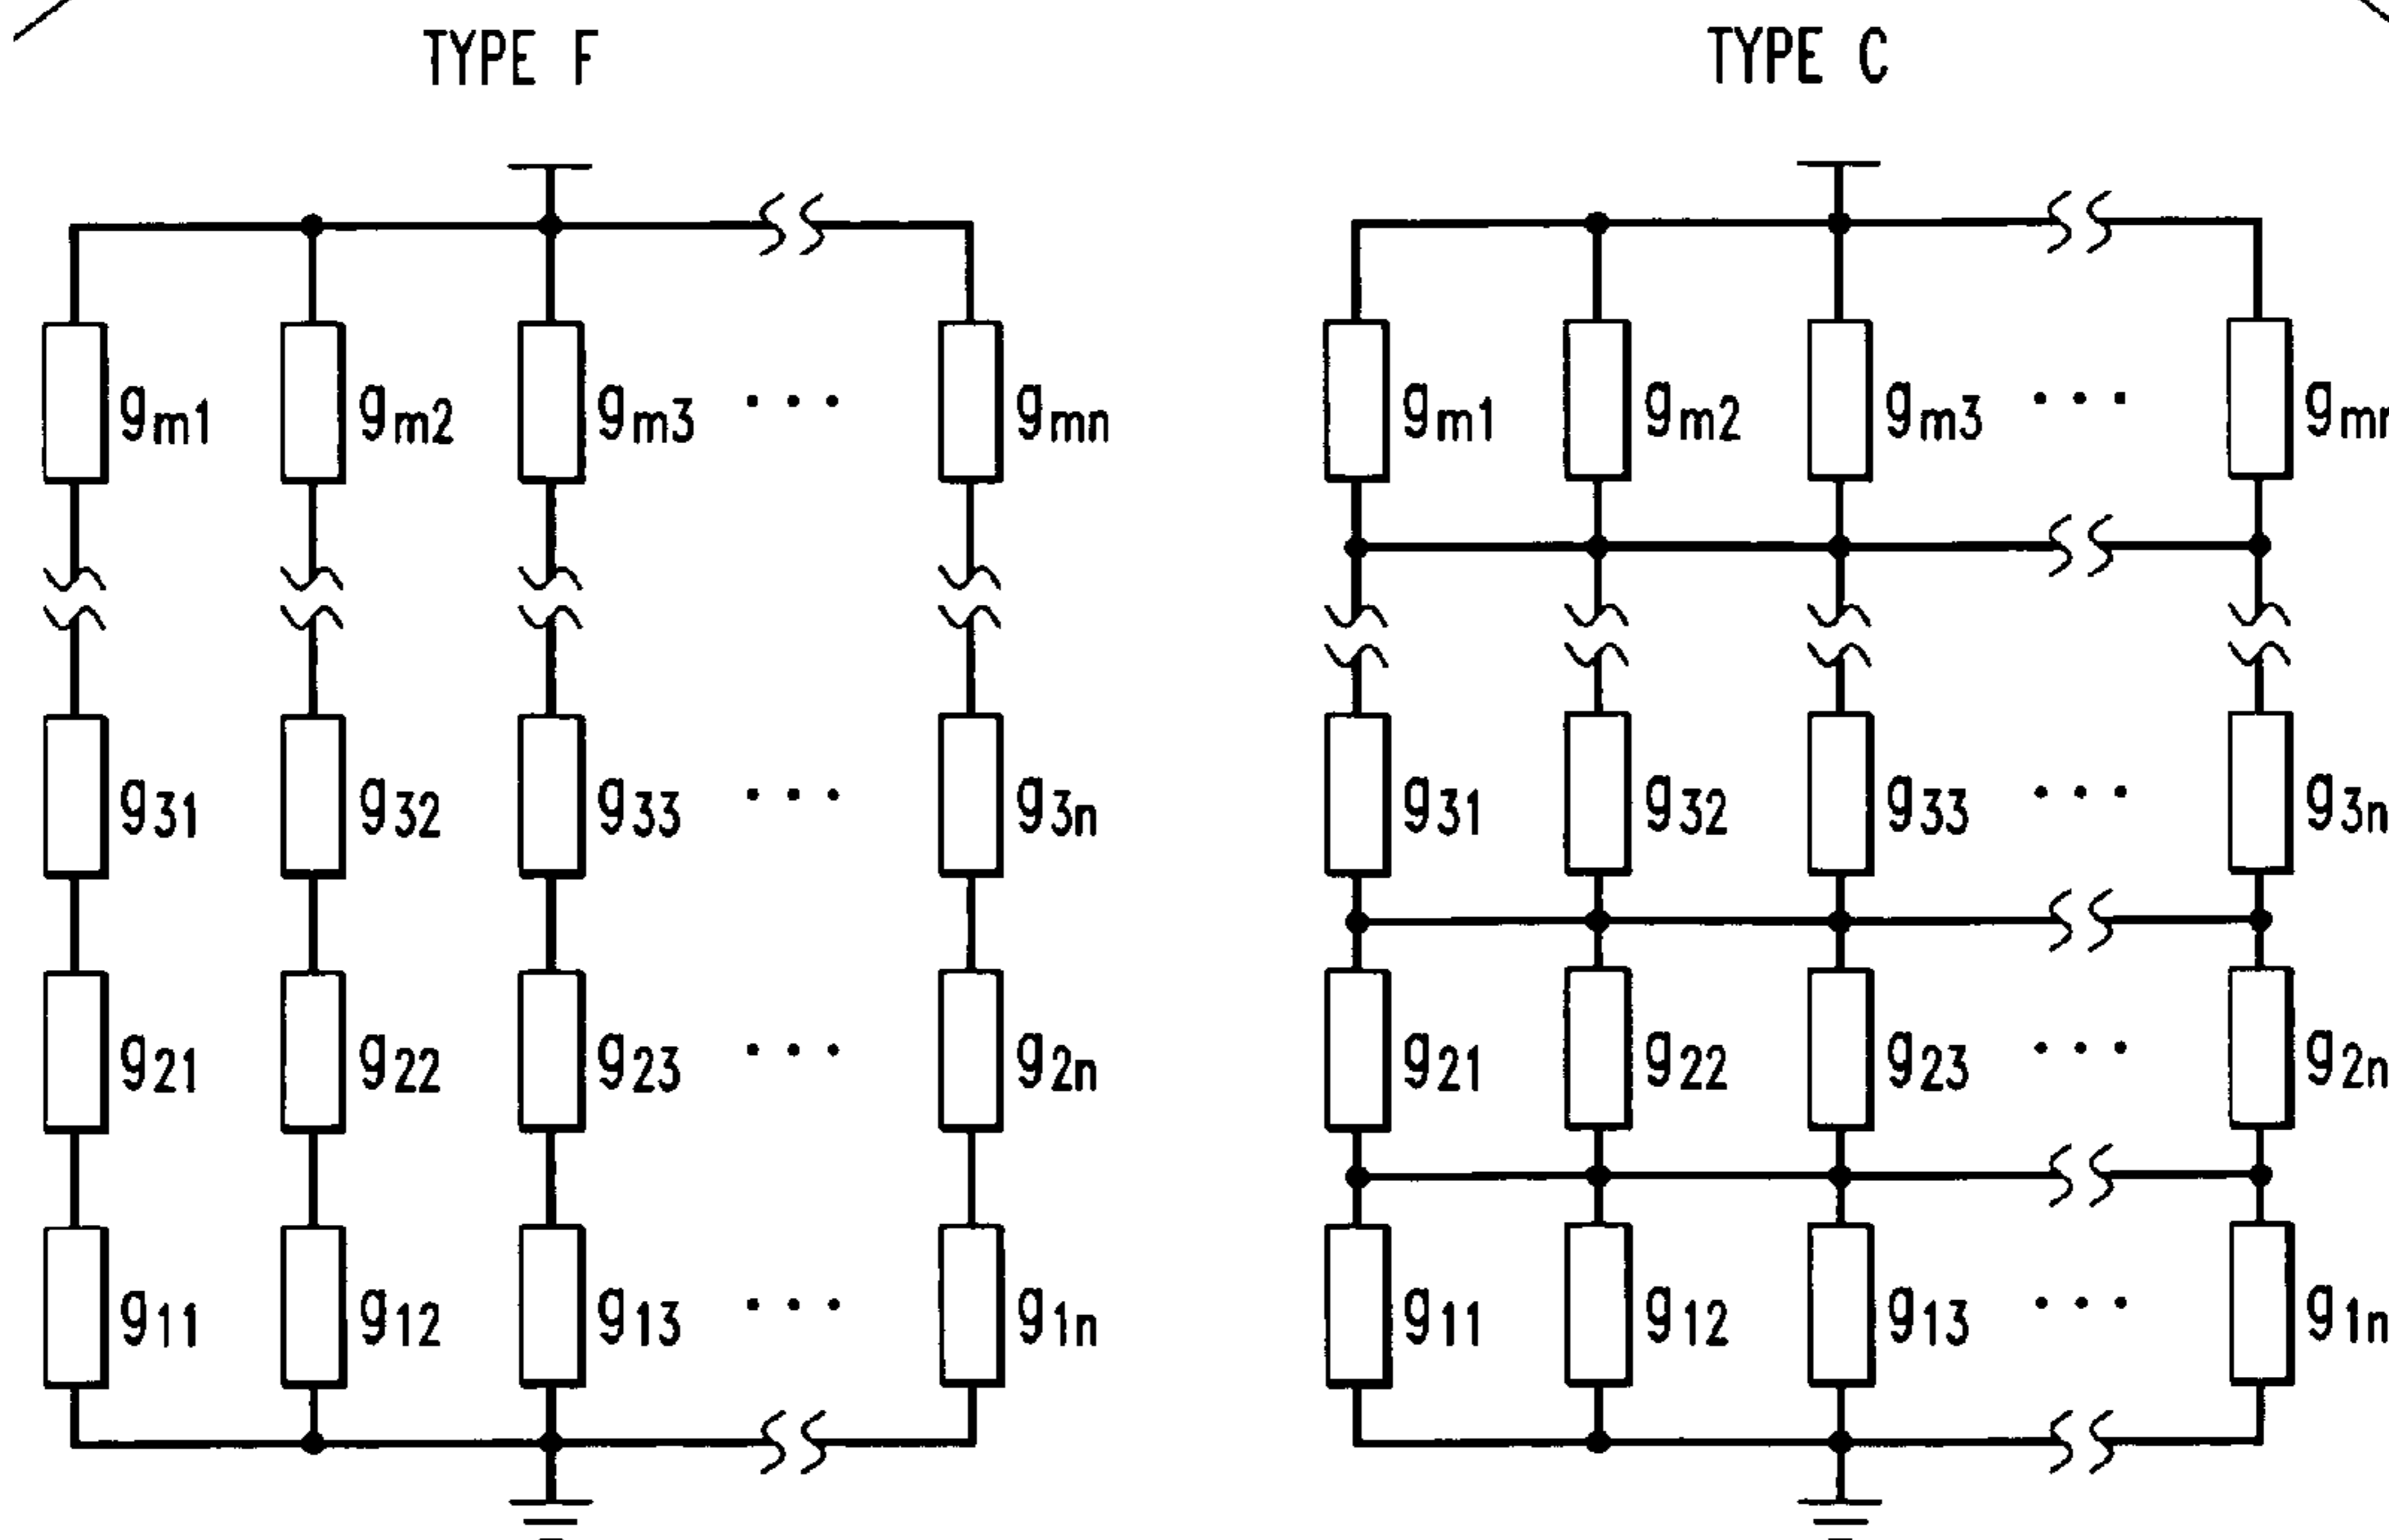 TYPE F
TYPE C
gm1 gm2 gm3 ... gmn
g31 g32 g33 ... g3n
g21 g22 g23 ... g2n
g11 g12 g13 ... g1n
gm1 gm2 gm3 ...
g31 g32 g33 ... g3n
g21 g22 g23 ... g2n
g11 g12 g13 ... g1n